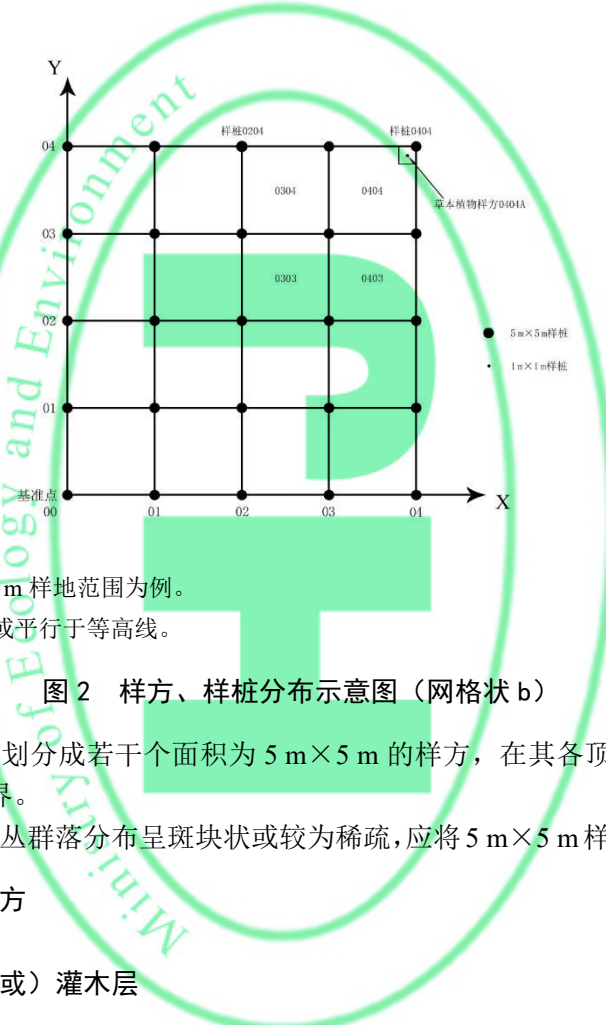 Y
样桩0204 样桩0404
04
0304 0404
草本植物样方0404A
03
0303 0403
02
5 m×5 m样桩
1 m×1 m样桩
01
基准点
X
00 01 02 03 04
m 样地范围为例。
或平行于等高线。
图 2 样方、样桩分布示意图（网格状 b）
划分成若干个面积为 5 m×5 m 的样方，在其各顶
界。
丛群落分布呈斑块状或较为稀疏，应将 5 m×5 m 样
方
或）灌木层
Ministry of Ecology and Environment